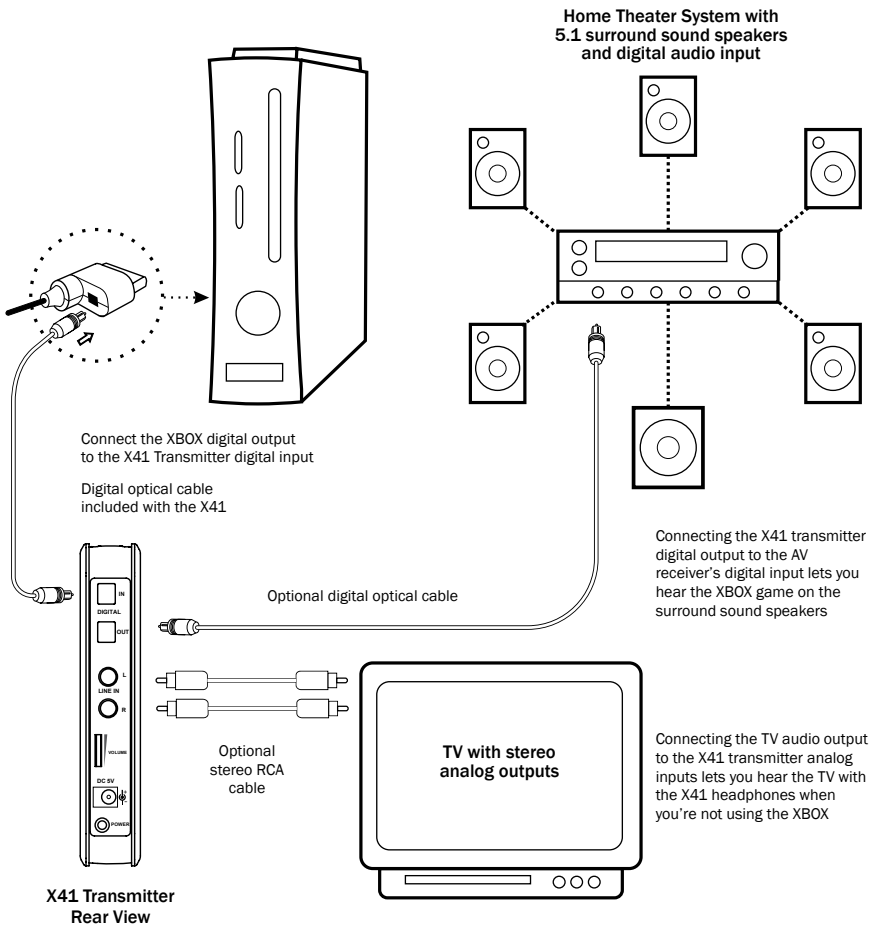 Home Theater System with
5.1 surround sound speakers
and digital audio input
Connect the XBOX digital output
to the X41 Transmitter digital input
Digital optical cable
included with the X41
Connecting the X41 transmitter
digital output to the AV
receiver's digital input lets you
hear the XBOX game on the
surround sound speakers
Optional digital optical cable
IN
DIGITAL
OUT
L
LINE IN
R
VOLUME
DC 5V
POWER
Optional
stereo RCA
cable
TV with stereo
analog outputs
Connecting the TV audio output
to the X41 transmitter analog
inputs lets you hear the TV with
the X41 headphones when
you're not using the XBOX
X41 Transmitter
Rear View